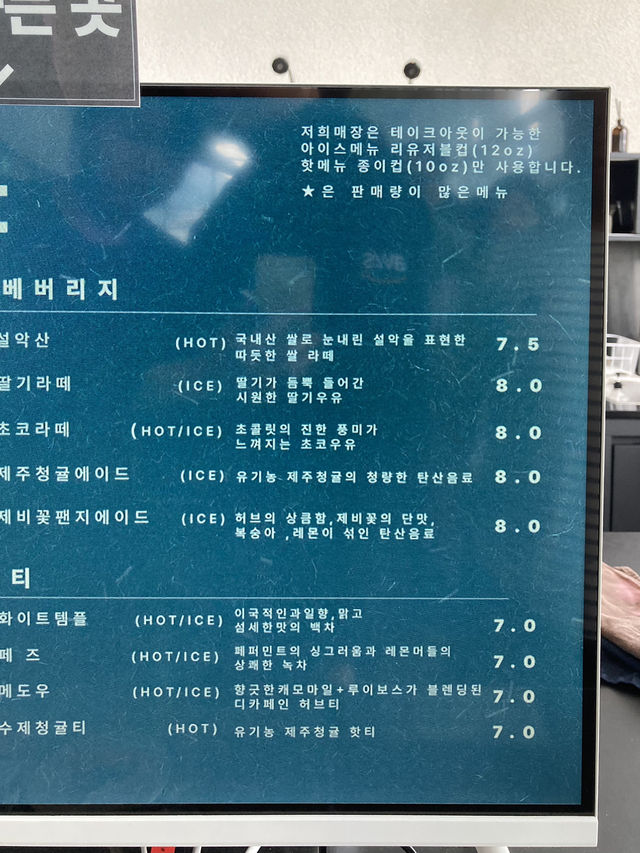 른곳
저희매장은 테이크아웃이 가능한
아이스메뉴 리유저블컵(12oz)
핫메뉴 종이컵(10oz)만 사용합니다.
★은 판매량이 많은메뉴
베버리지
설악산 (HOT) 국내산 쌀로 눈내린 설악을 표현한 7.5
따듯한 쌀 라떼
딸기라떼 (ICE) 딸기가 듬뿍 들어간 8.0
시원한 딸기우유
초코라떼 (HOT/ICE) 초콜릿의 진한 풍미가 8.0
느껴지는 초코우유
제주청귤에이드 (ICE) 유기농 제주청귤의 청량한 탄산음료 8.0
제비꽃팬지에이드 (ICE) 허브의 상큼함,제비꽃의 단맛, 8.0
복숭아 ,레몬이 섞인 탄산음료
티
화이트템플 (HOT/ICE) 이국적인과일향,맑고 7.0
섬세한맛의 백차
페 즈 (HOT/ICE) 페퍼민트의 싱그러움과 레몬머틀의 7.0
상쾌한 녹차
메도우 (HOT/ICE) 향긋한캐모마일+루이보스가 블렌딩된 7.0
디카페인 허브티
수제청귤티 (HOT) 유기농 제주청귤 핫티 7.0